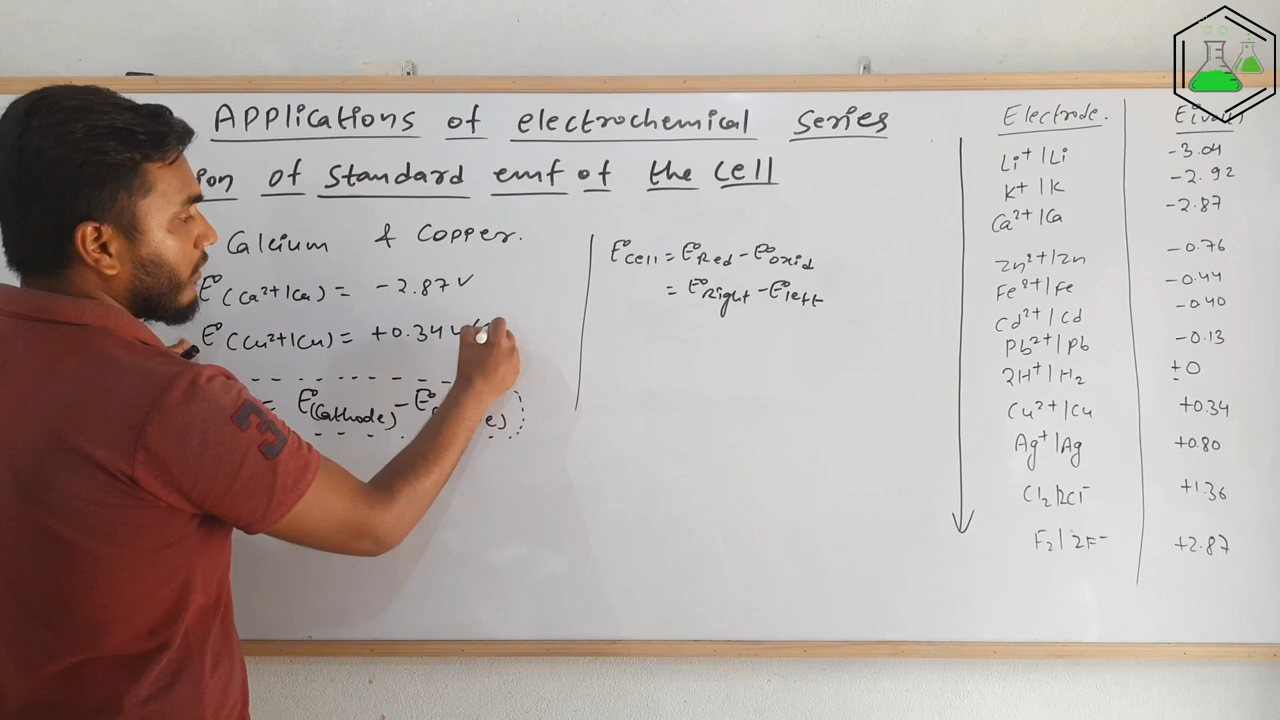 Applications of electrochemical series
ion of standard emf of the cell
Calcium & Copper.
E°(Ca²⁺|Ca) = -2.87 V
E°(Cu²⁺|Cu) = +0.34 V
= E°(Cathode) - E°
E°cell = E°Red - E°oxid
= E°Right - E°left
Electrode.
Li⁺|Li -3.04
K⁺|K -2.92
Ca²⁺|Ca -2.87
Zn²⁺|Zn -0.76
Fe²⁺|Fe -0.44
Cd²⁺|Cd -0.40
Pb²⁺|Pb -0.13
2H⁺|H₂ ±0
Cu²⁺|Cu +0.34
Ag⁺|Ag +0.80
Cl₂|2Cl⁻ +1.36
F₂|2F⁻ +2.87
3